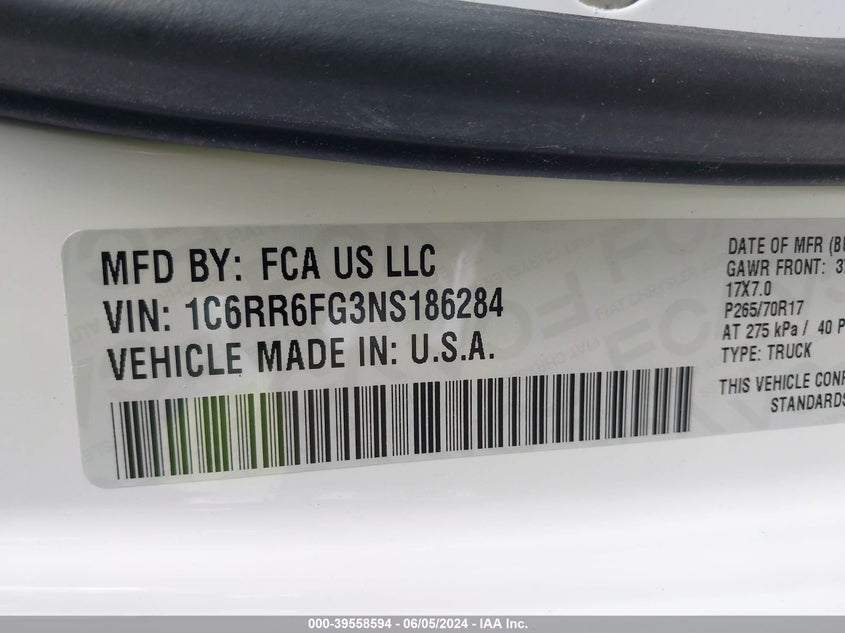 MFD BY: FCA US LLC
VIN: 1C6RR6FG3NS186284
VEHICLE MADE IN: U.S.A.
DATE OF MFR
GAWR FRONT:
17X7.0
P265/70R17
AT 275 kPa / 40
TYPE: TRUCK
THIS VEHICLE
STANDARDS
000-39558594 - 06/05/2024 - IAA Inc.